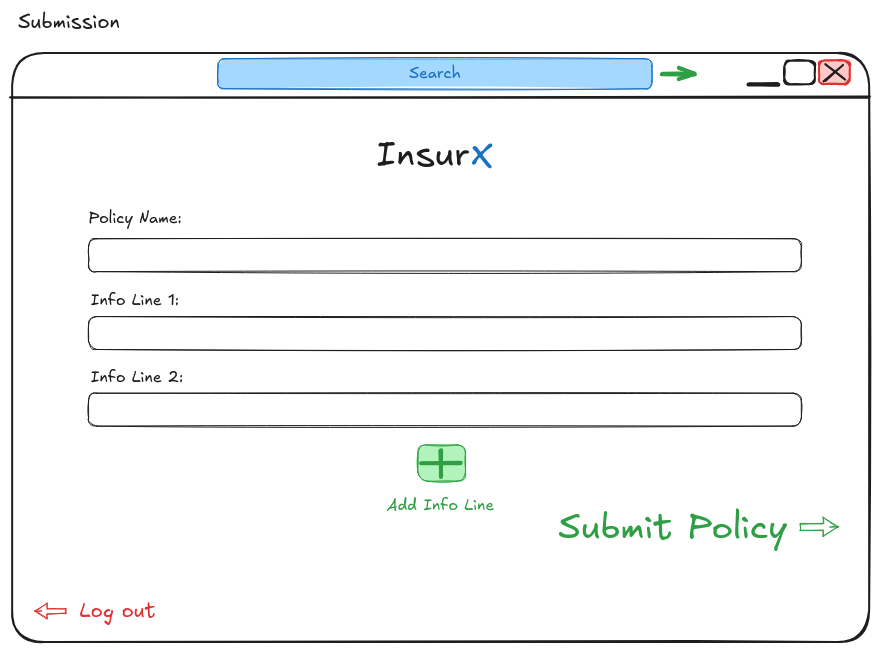 Submission
Search
InsurX
Policy Name:
Info Line 1:
Info Line 2:
Add Info Line
Submit Policy
Log out